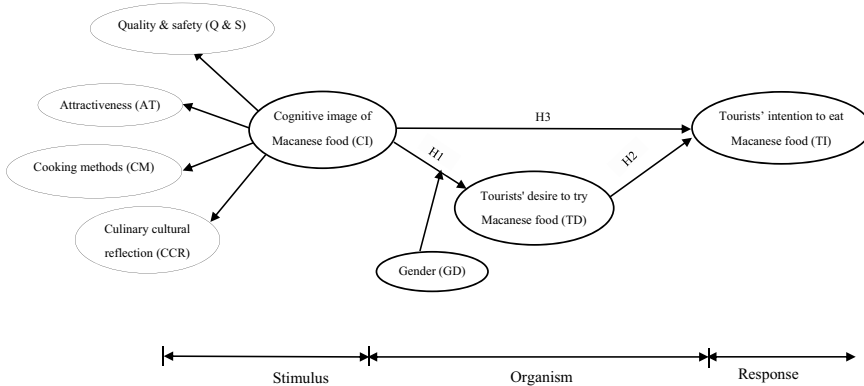 Quality & safety (Q & S)
Attractiveness (AT)
Cooking methods (CM)
Culinary cultural
reflection (CCR)
Cognitive image of
Macanese food (CI)
H3
H1
H2
Tourists' desire to try
Macanese food (TD)
Gender (GD)
Tourists’ intention to eat
Macanese food (TI)
Stimulus
Organism
Response